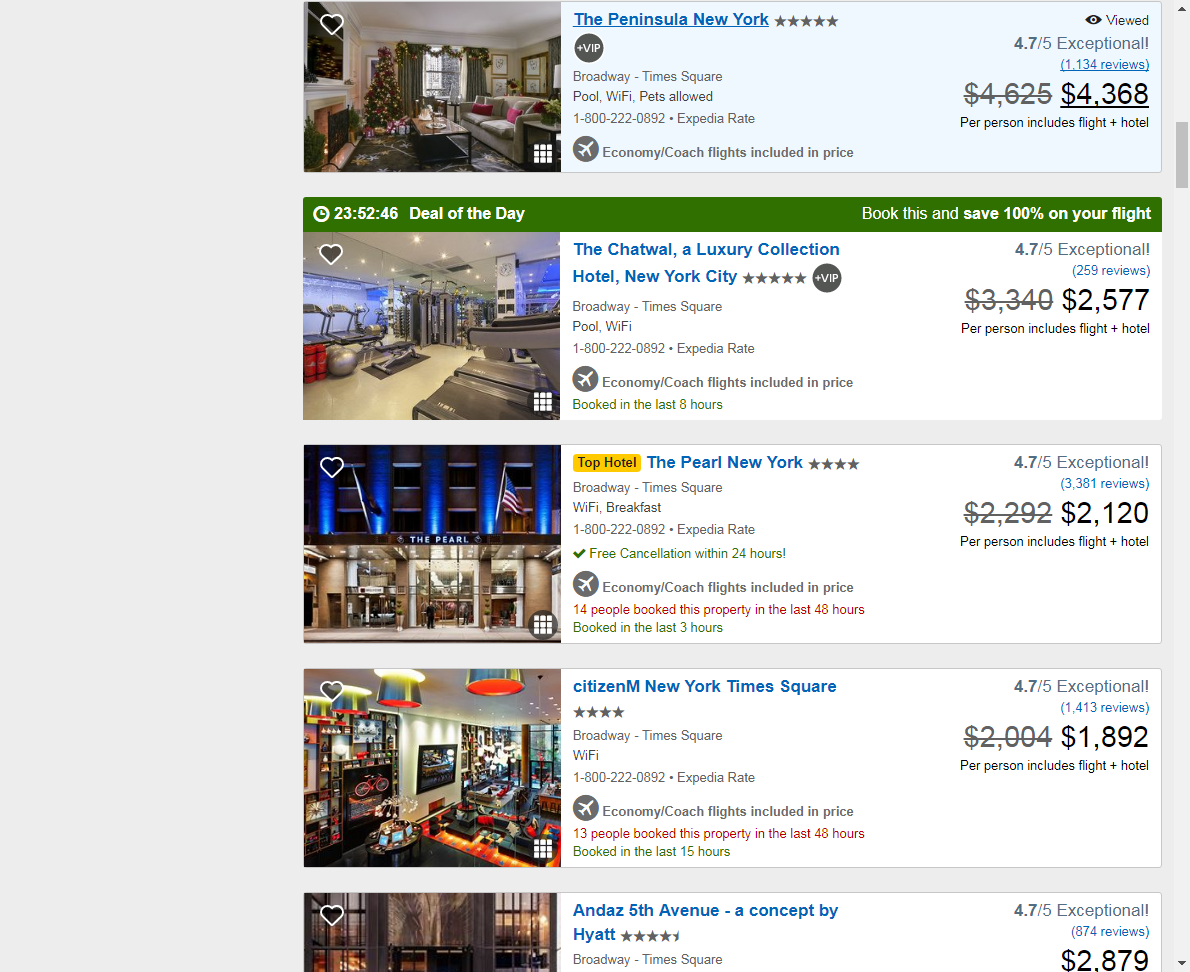 The Peninsula New York
Viewed
+VIP
4.7/5 Exceptional!
(1,134 reviews)
Broadway - Times Square
$4,625 $4,368
Pool, WiFi, Pets allowed
1-800-222-0892 • Expedia Rate
Per person includes flight + hotel
Economy/Coach flights included in price
23:52:46 Deal of the Day
Book this and save 100% on your flight
The Chatwal, a Luxury Collection
Hotel, New York City
+VIP
4.7/5 Exceptional!
(259 reviews)
$3,340 $2,577
Per person includes flight + hotel
Broadway - Times Square
Pool, WiFi
1-800-222-0892 • Expedia Rate
Economy/Coach flights included in price
Booked in the last 8 hours
THE PEARL
Top Hotel The Pearl New York
4.7/5 Exceptional!
(3,381 reviews)
$2,292 $2,120
Per person includes flight + hotel
Broadway - Times Square
WiFi, Breakfast
1-800-222-0892 • Expedia Rate
Free Cancellation within 24 hours!
Economy/Coach flights included in price
14 people booked this property in the last 48 hours
Booked in the last 3 hours
citizenM New York Times Square
4.7/5 Exceptional!
(1,413 reviews)
$2,004 $1,892
Per person includes flight + hotel
Broadway - Times Square
WiFi
1-800-222-0892 • Expedia Rate
Economy/Coach flights included in price
13 people booked this property in the last 48 hours
Booked in the last 15 hours
Andaz 5th Avenue - a concept by
Hyatt
4.7/5 Exceptional!
(874 reviews)
$2,879
Broadway - Times Square